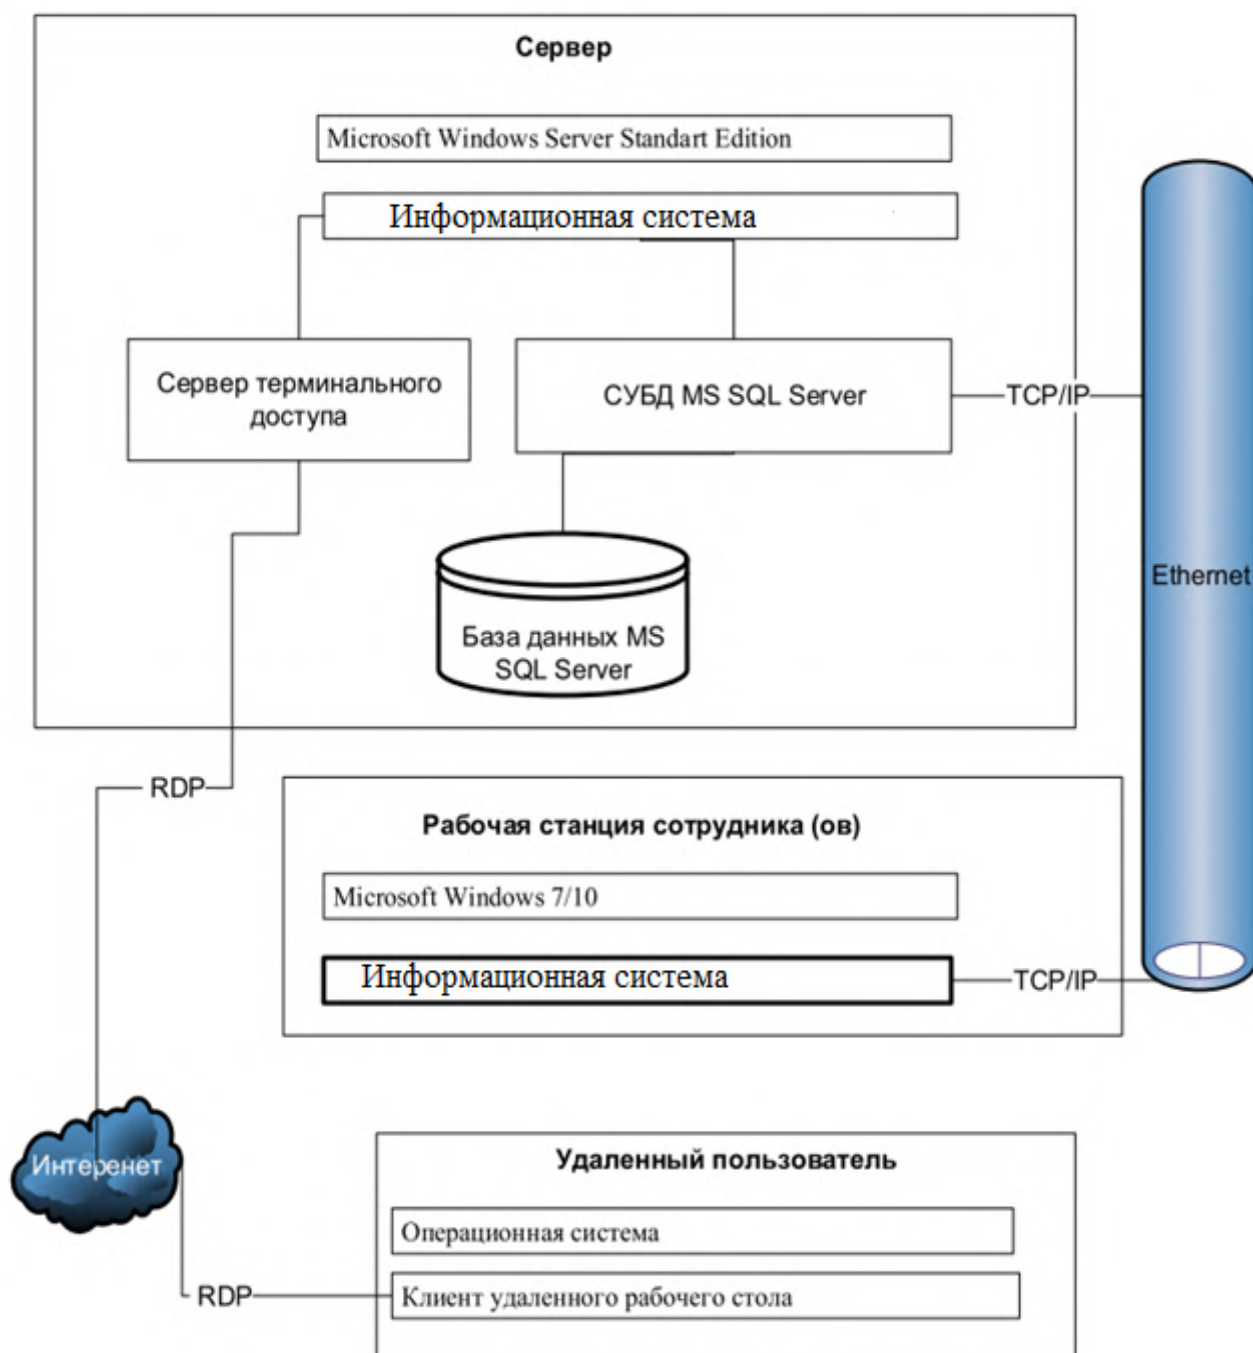 Сервер
Microsoft Windows Server Standart Edition
Информационная система
Сервер терминального
доступа
СУБД MS SQL Server
TCP/IP
Ethernet
База данных MS
SQL Server
RDP
Рабочая станция сотрудника (ов)
Microsoft Windows 7/10
Информационная система
TCP/IP
Интеренет
Удаленный пользователь
Операционная система
RDP
Клиент удаленного рабочего стола